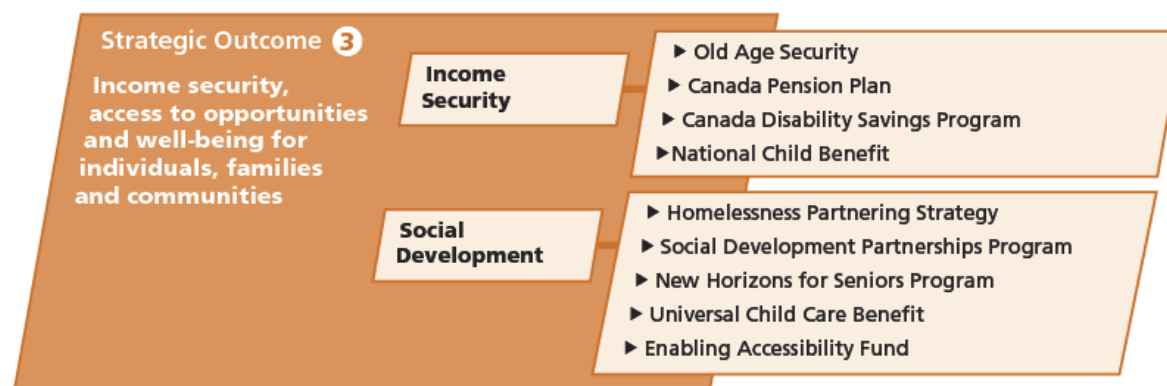 Strategic Outcome 3
Income security,
access to opportunities
and well-being for
individuals, families
and communities
Income
Security
▶ Old Age Security
▶ Canada Pension Plan
▶ Canada Disability Savings Program
▶National Child Benefit
Social
Development
▶ Homelessness Partnering Strategy
▶ Social Development Partnerships Program
▶ New Horizons for Seniors Program
▶ Universal Child Care Benefit
▶ Enabling Accessibility Fund